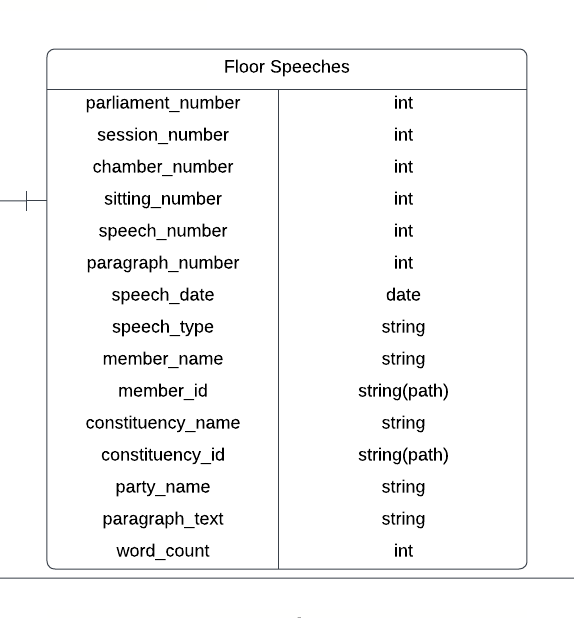 Floor Speeches
parliament_number int
session_number int
chamber_number int
sitting_number int
speech_number int
paragraph_number int
speech_date date
speech_type string
member_name string
member_id string(path)
constituency_name string
constituency_id string(path)
party_name string
paragraph_text string
word_count int